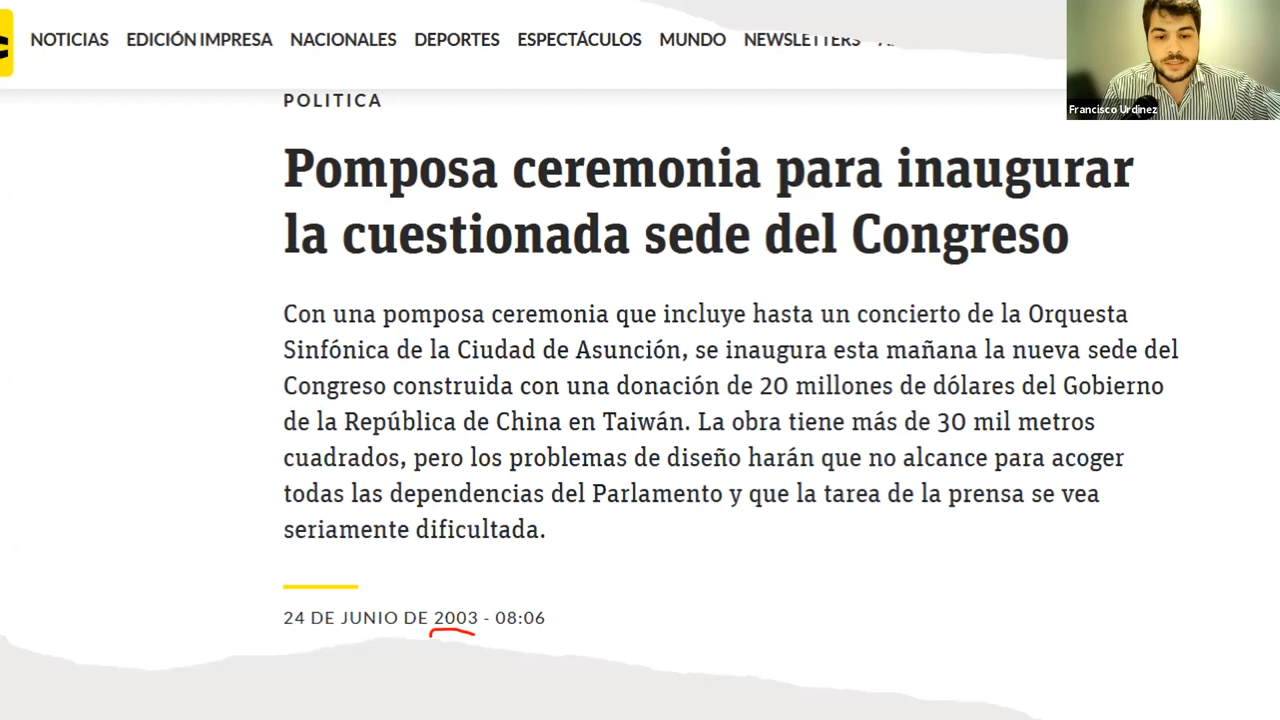 NOTICIAS EDICIÓN IMPRESA NACIONALES DEPORTES ESPECTÁCULOS MUNDO NEWSLETTERS
Francisco Urdinez
POLITICA
Pomposa ceremonia para inaugurar
la cuestionada sede del Congreso
Con una pomposa ceremonia que incluye hasta un concierto de la Orquesta
Sinfónica de la Ciudad de Asunción, se inaugura esta mañana la nueva sede del
Congreso construida con una donación de 20 millones de dólares del Gobierno
de la República de China en Taiwán. La obra tiene más de 30 mil metros
cuadrados, pero los problemas de diseño harán que no alcance para acoger
todas las dependencias del Parlamento y que la tarea de la prensa se vea
seriamente dificultada.
24 DE JUNIO DE 2003 - 08:06